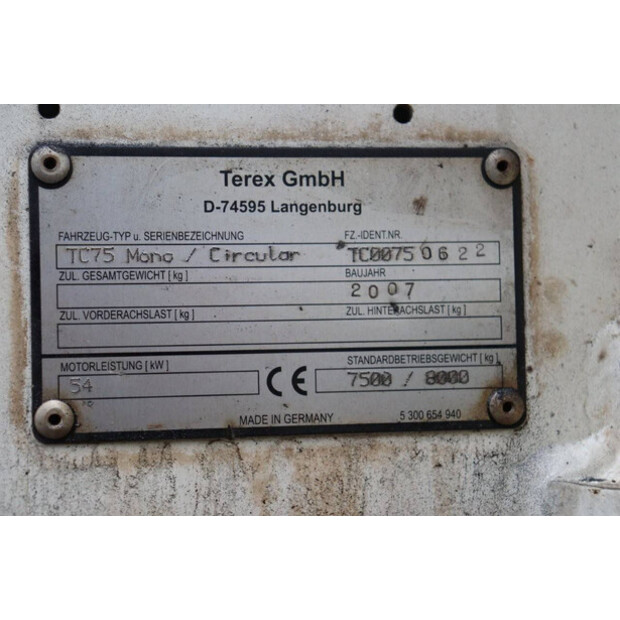 Terex GmbH
D-74595 Langenburg
FAHRZEUG-TYP u. SERIENBEZEICHNUNG FZ.-IDENT.NR.
TC75 Mono / Circular TC00750622
ZUL. GESAMTGEWICHT [ kg ] BAUJAHR
2007
ZUL. VORDERACHSLAST [ kg ] ZUL. HINTERACHSLAST [ kg ]
MOTORLEISTUNG [ kW ] STANDARDBETRIEBSGEWICHT [ kg ]
54 CE 7500 / 8000
MADE IN GERMANY 5 300 654 940